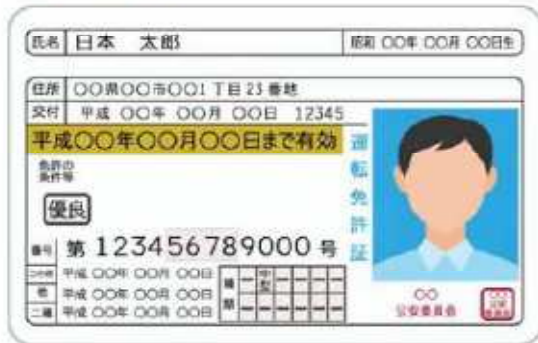 氏名 日本 太郎 昭和 〇〇年 〇〇月 〇〇日生
住所 〇〇県〇〇市〇〇1丁目23番地
交付 平成 〇〇年 〇〇月 〇〇日 12345
平成〇〇年〇〇月〇〇日まで有効
免許の
条件等
優良
番号 第 123456789000 号
平成 〇〇年 〇〇月 〇〇日
他 平成 〇〇年 〇〇月 〇〇日
二種 平成 〇〇年 〇〇月 〇〇日
種類
中型
運転免許証
〇〇
公安委員会